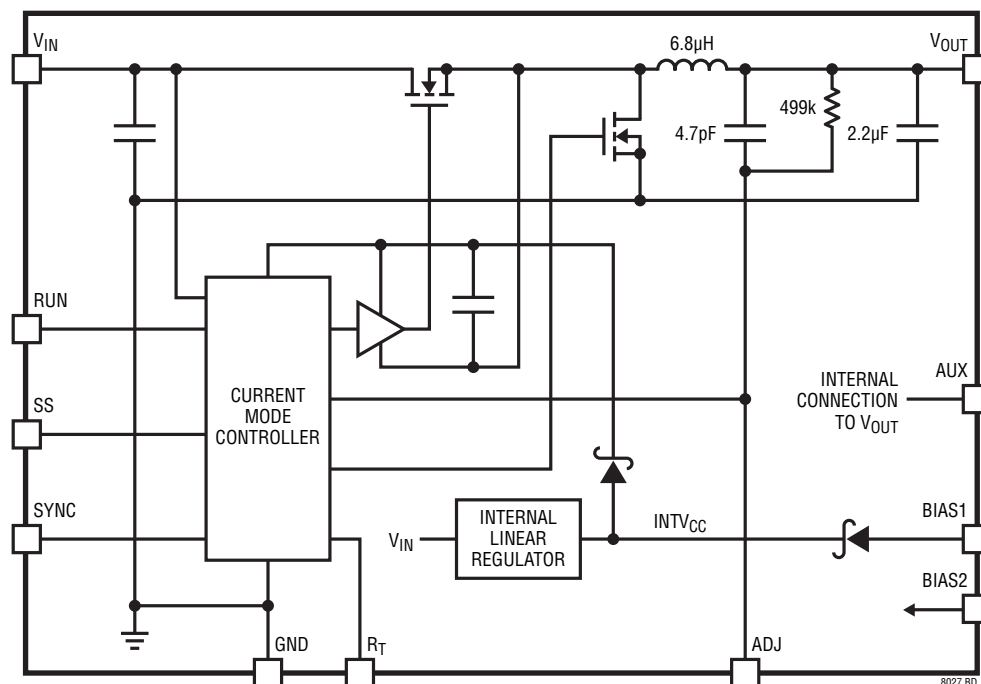 V_IN
6.8µH
V_OUT
499k
4.7pF
2.2µF
RUN
SS
SYNC
CURRENT
MODE
CONTROLLER
INTERNAL
CONNECTION
TO V_OUT
AUX
V_IN
INTERNAL
LINEAR
REGULATOR
INTV_CC
BIAS1
BIAS2
GND
R_T
ADJ
8027 BD